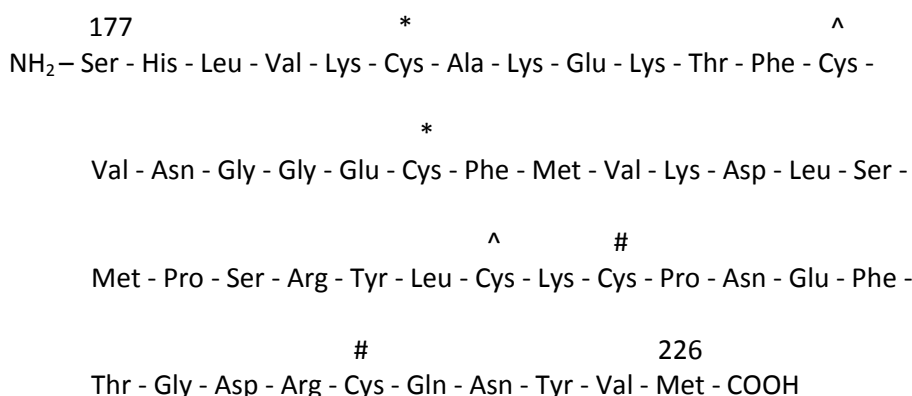 177 * ^
NH₂ – Ser - His - Leu - Val - Lys - Cys - Ala - Lys - Glu - Lys - Thr - Phe - Cys -
*
Val - Asn - Gly - Gly - Glu - Cys - Phe - Met - Val - Lys - Asp - Leu - Ser -
^ #
Met - Pro - Ser - Arg - Tyr - Leu - Cys - Lys - Cys - Pro - Asn - Glu - Phe -
# 226
Thr - Gly - Asp - Arg - Cys - Gln - Asn - Tyr - Val - Met - COOH